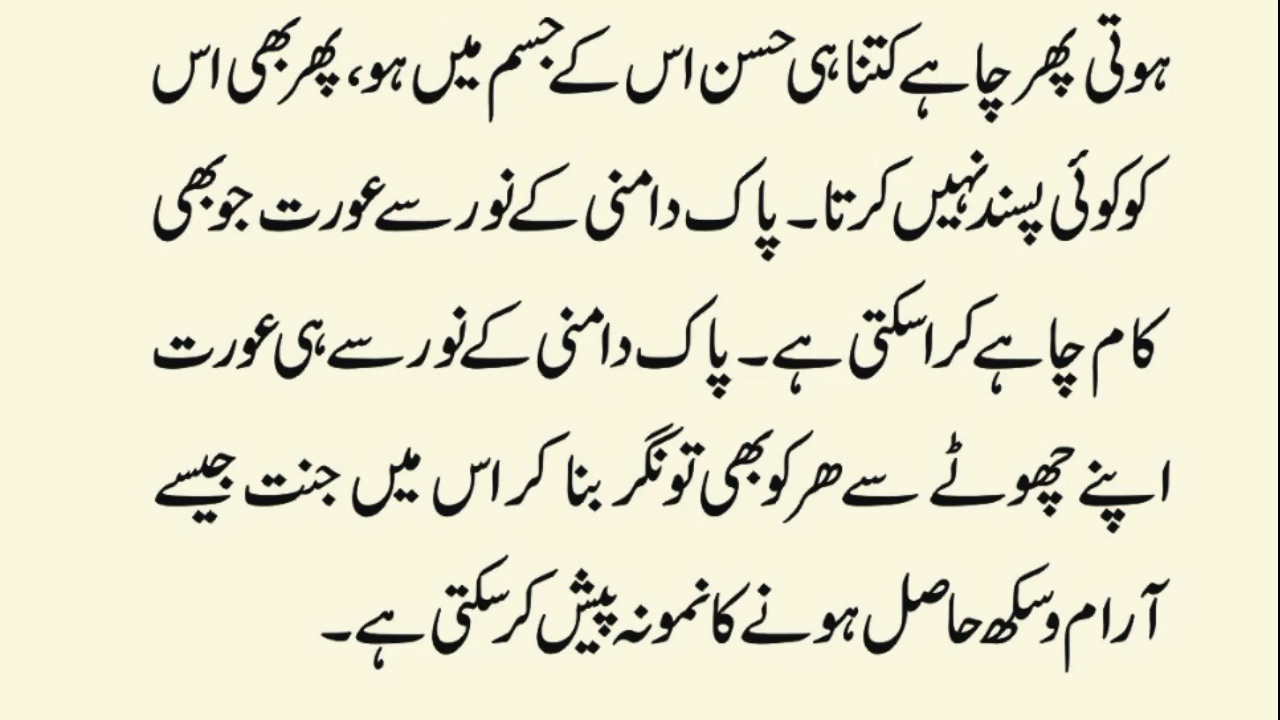 ہوتی پھر چاہے کتنا ہی حسن اس کے جسم میں ہو، پھر بھی اس
کو کوئی پسند نہیں کرتا۔ پاک دامنی کے نور سے عورت جو بھی
کام چاہے کرا سکتی ہے۔ پاک دامنی کے نور سے ہی عورت
اپنے چھوٹے سے ھر کو بھی تونگر بنا کر اس میں جنت جیسے
آرام و سکھ حاصل ہونے کا نمونہ پیش کر سکتی ہے۔